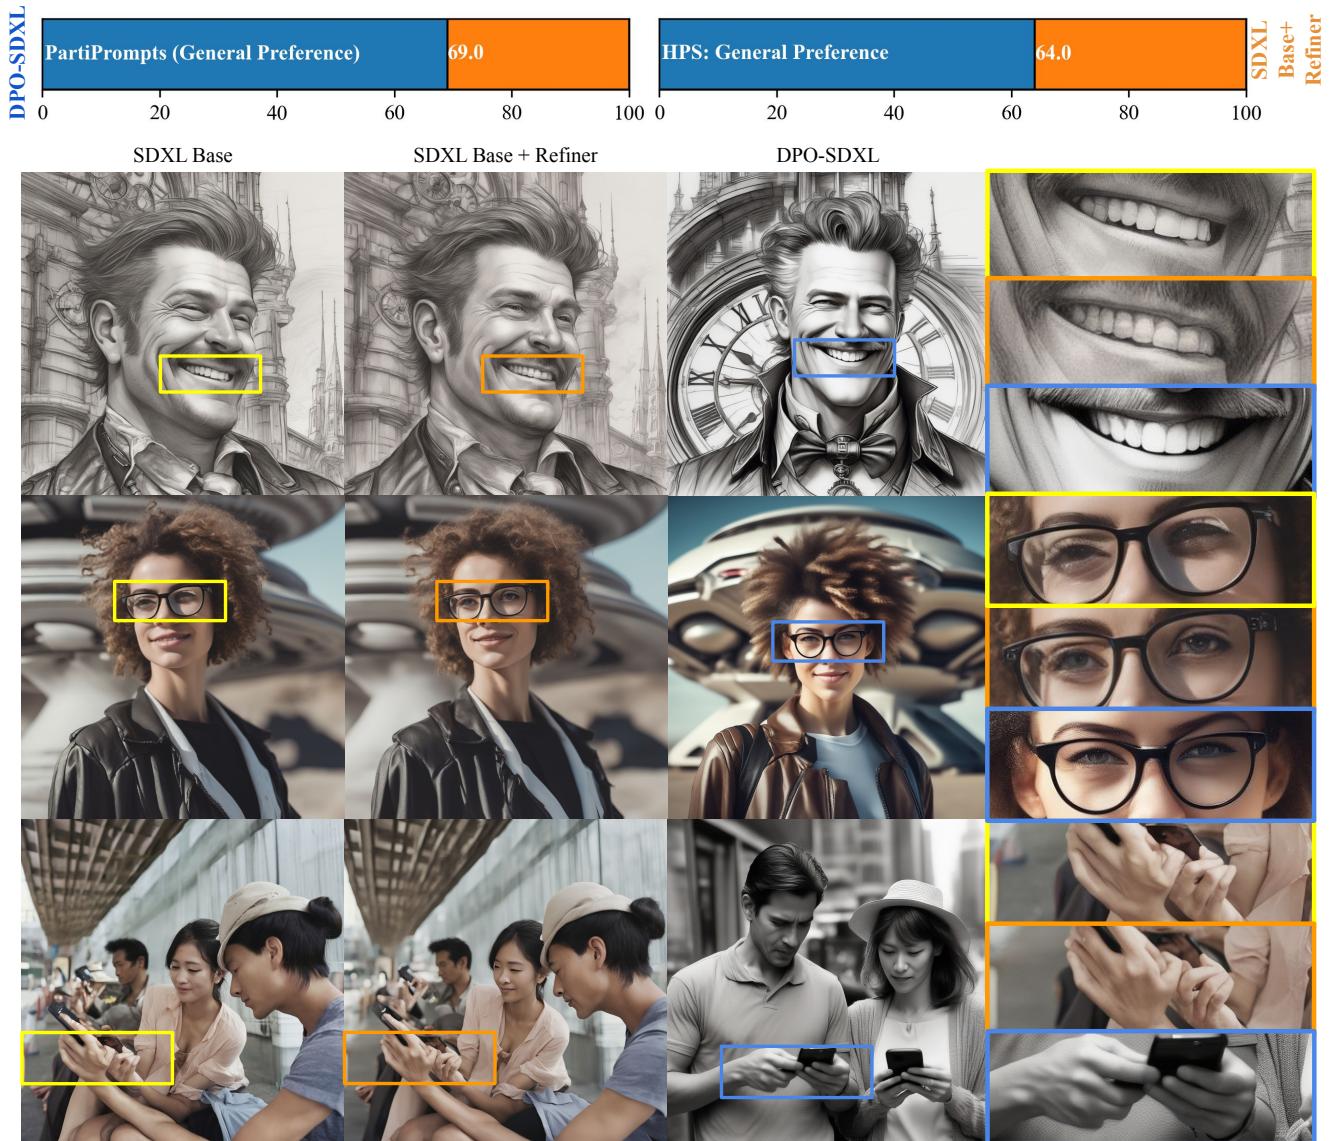 DPO-SDXL
PartiPrompts (General Preference) 69.0
0 20 40 60 80 100
HPS: General Preference 64.0
0 20 40 60 80 100
SDXL
Base+
Refiner
SDXL Base
SDXL Base + Refiner
DPO-SDXL